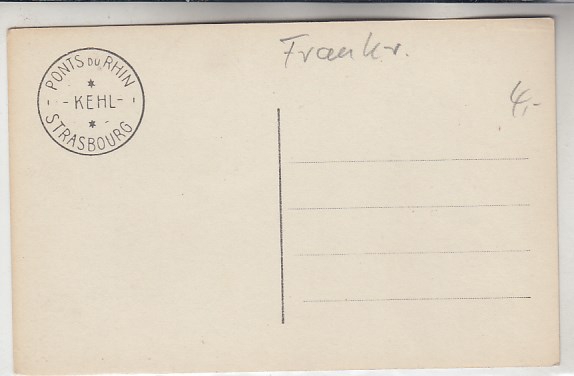 PONTS DU RHIN
- - KEHL - -
STRASBOURG
Frankr.
4,-